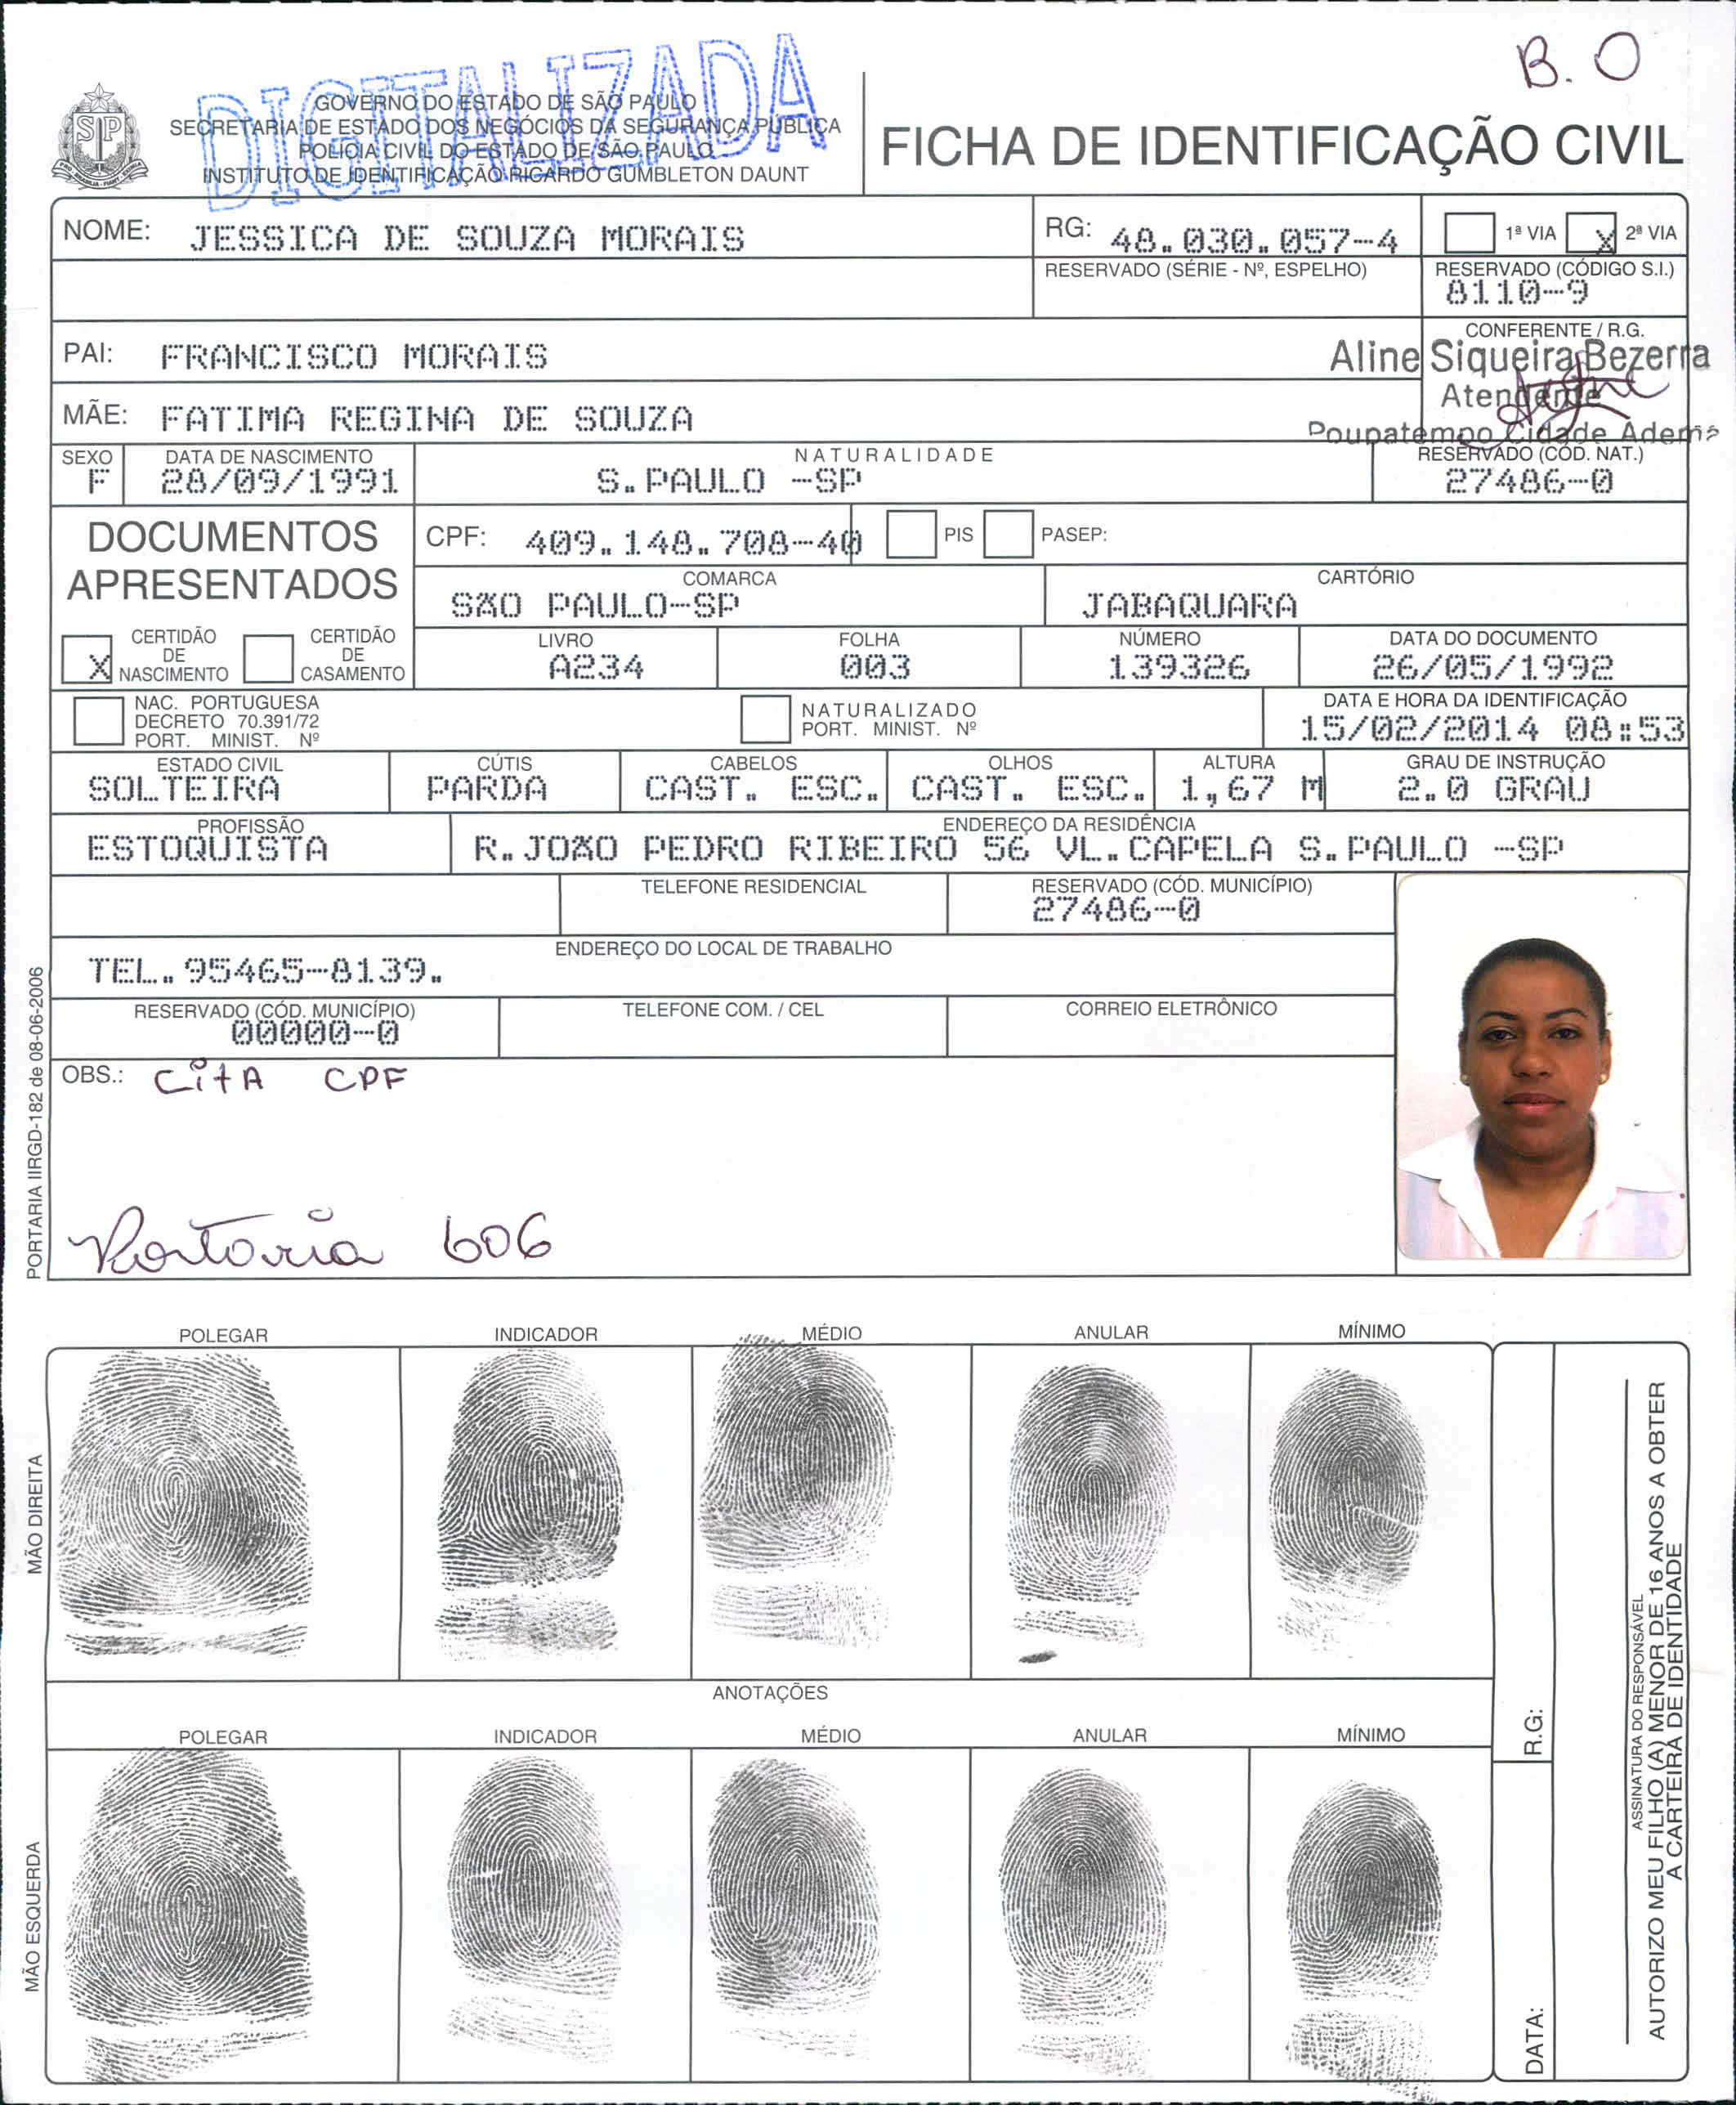 B. O
DIGITALIZADA
GOVERNO DO ESTADO DE SÃO PAULO
SECRETARIA DE ESTADO DOS NEGÓCIOS DA SEGURANÇA PÚBLICA
POLÍCIA CIVIL DO ESTADO DE SÃO PAULO
INSTITUTO DE IDENTIFICAÇÃO RICARDO GUMBLETON DAUNT
FICHA DE IDENTIFICAÇÃO CIVIL
NOME: JESSICA DE SOUZA MORAIS
RG: 48.030.057-4
1ª VIA X 2ª VIA
RESERVADO (SÉRIE - Nº, ESPELHO)
RESERVADO (CÓDIGO S.I.)
8110-9
PAI: FRANCISCO MORAIS
CONFERENTE / R.G.
Aline Siqueira Bezerra
Atendente
Poupatempo Cidade Ademar
MÃE: FATIMA REGINA DE SOUZA
SEXO
F
DATA DE NASCIMENTO
28/09/1991
NATURALIDADE
S.PAULO -SP
RESERVADO (CÓD. NAT.)
27486-0
DOCUMENTOS
APRESENTADOS
CPF: 409.148.708-40
PIS
PASEP:
COMARCA
SÃO PAULO-SP
CARTÓRIO
JABAQUARA
X CERTIDÃO
DE
NASCIMENTO
CERTIDÃO
DE
CASAMENTO
LIVRO
A234
FOLHA
003
NÚMERO
139326
DATA DO DOCUMENTO
26/05/1992
NAC. PORTUGUESA
DECRETO 70.391/72
PORT. MINIST. Nº
NATURALIZADO
PORT. MINIST. Nº
DATA E HORA DA IDENTIFICAÇÃO
15/02/2014 08:53
ESTADO CIVIL
SOLTEIRA
CÚTIS
PARDA
CABELOS
CAST. ESC.
OLHOS
CAST. ESC.
ALTURA
1,67 M
GRAU DE INSTRUÇÃO
2.0 GRAU
PROFISSÃO
ESTOQUISTA
ENDEREÇO DA RESIDÊNCIA
R.JOÃO PEDRO RIBEIRO 56 VL.CAPELA S.PAULO -SP
TELEFONE RESIDENCIAL
RESERVADO (CÓD. MUNICÍPIO)
27486-0
ENDEREÇO DO LOCAL DE TRABALHO
TEL.95465-8139.
RESERVADO (CÓD. MUNICÍPIO)
00000-0
TELEFONE COM. / CEL
CORREIO ELETRÔNICO
OBS.: CitA CPF
Portaria 606
PORTARIA IIRGD-182 de 08-06-2006
POLEGAR INDICADOR MÉDIO ANULAR MÍNIMO
MÃO DIREITA
ANOTAÇÕES
POLEGAR INDICADOR MÉDIO ANULAR MÍNIMO
MÃO ESQUERDA
R.G:
DATA:
ASSINATURA DO RESPONSÁVEL
AUTORIZO MEU FILHO (A) MENOR DE 16 ANOS A OBTER
A CARTEIRA DE IDENTIDADE